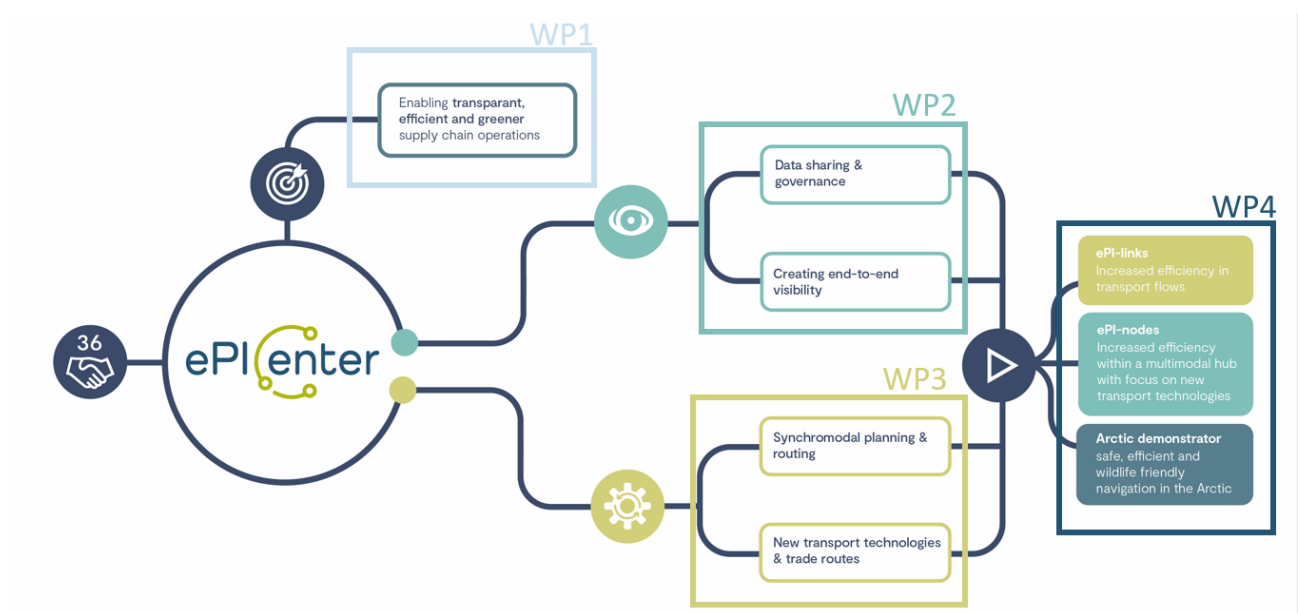 WP1
Enabling transparant,
efficient and greener
supply chain operations
WP2
Data sharing &
governance
Creating end-to-end
visibility
WP4
ePI-links
Increased efficiency in
transport flows
ePI-nodes
Increased efficiency
within a multimodal hub
with focus on new
transport technologies
Arctic demonstrator
safe, efficient and
wildlife friendly
navigation in the Arctic
36
ePIcenter
WP3
Synchromodal planning &
routing
New transport technologies
& trade routes